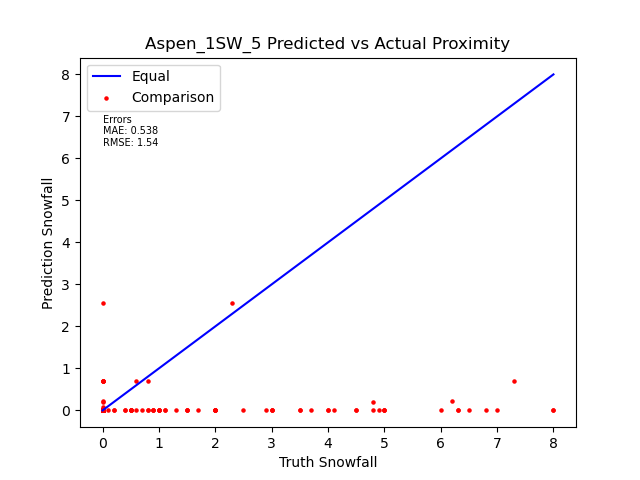 Aspen_1SW_5 Predicted vs Actual Proximity
Equal
Comparison
Errors
MAE: 0.538
RMSE: 1.54
8
7
6
5
4
3
2
1
0
Prediction Snowfall
0 1 2 3 4 5 6 7 8
Truth Snowfall